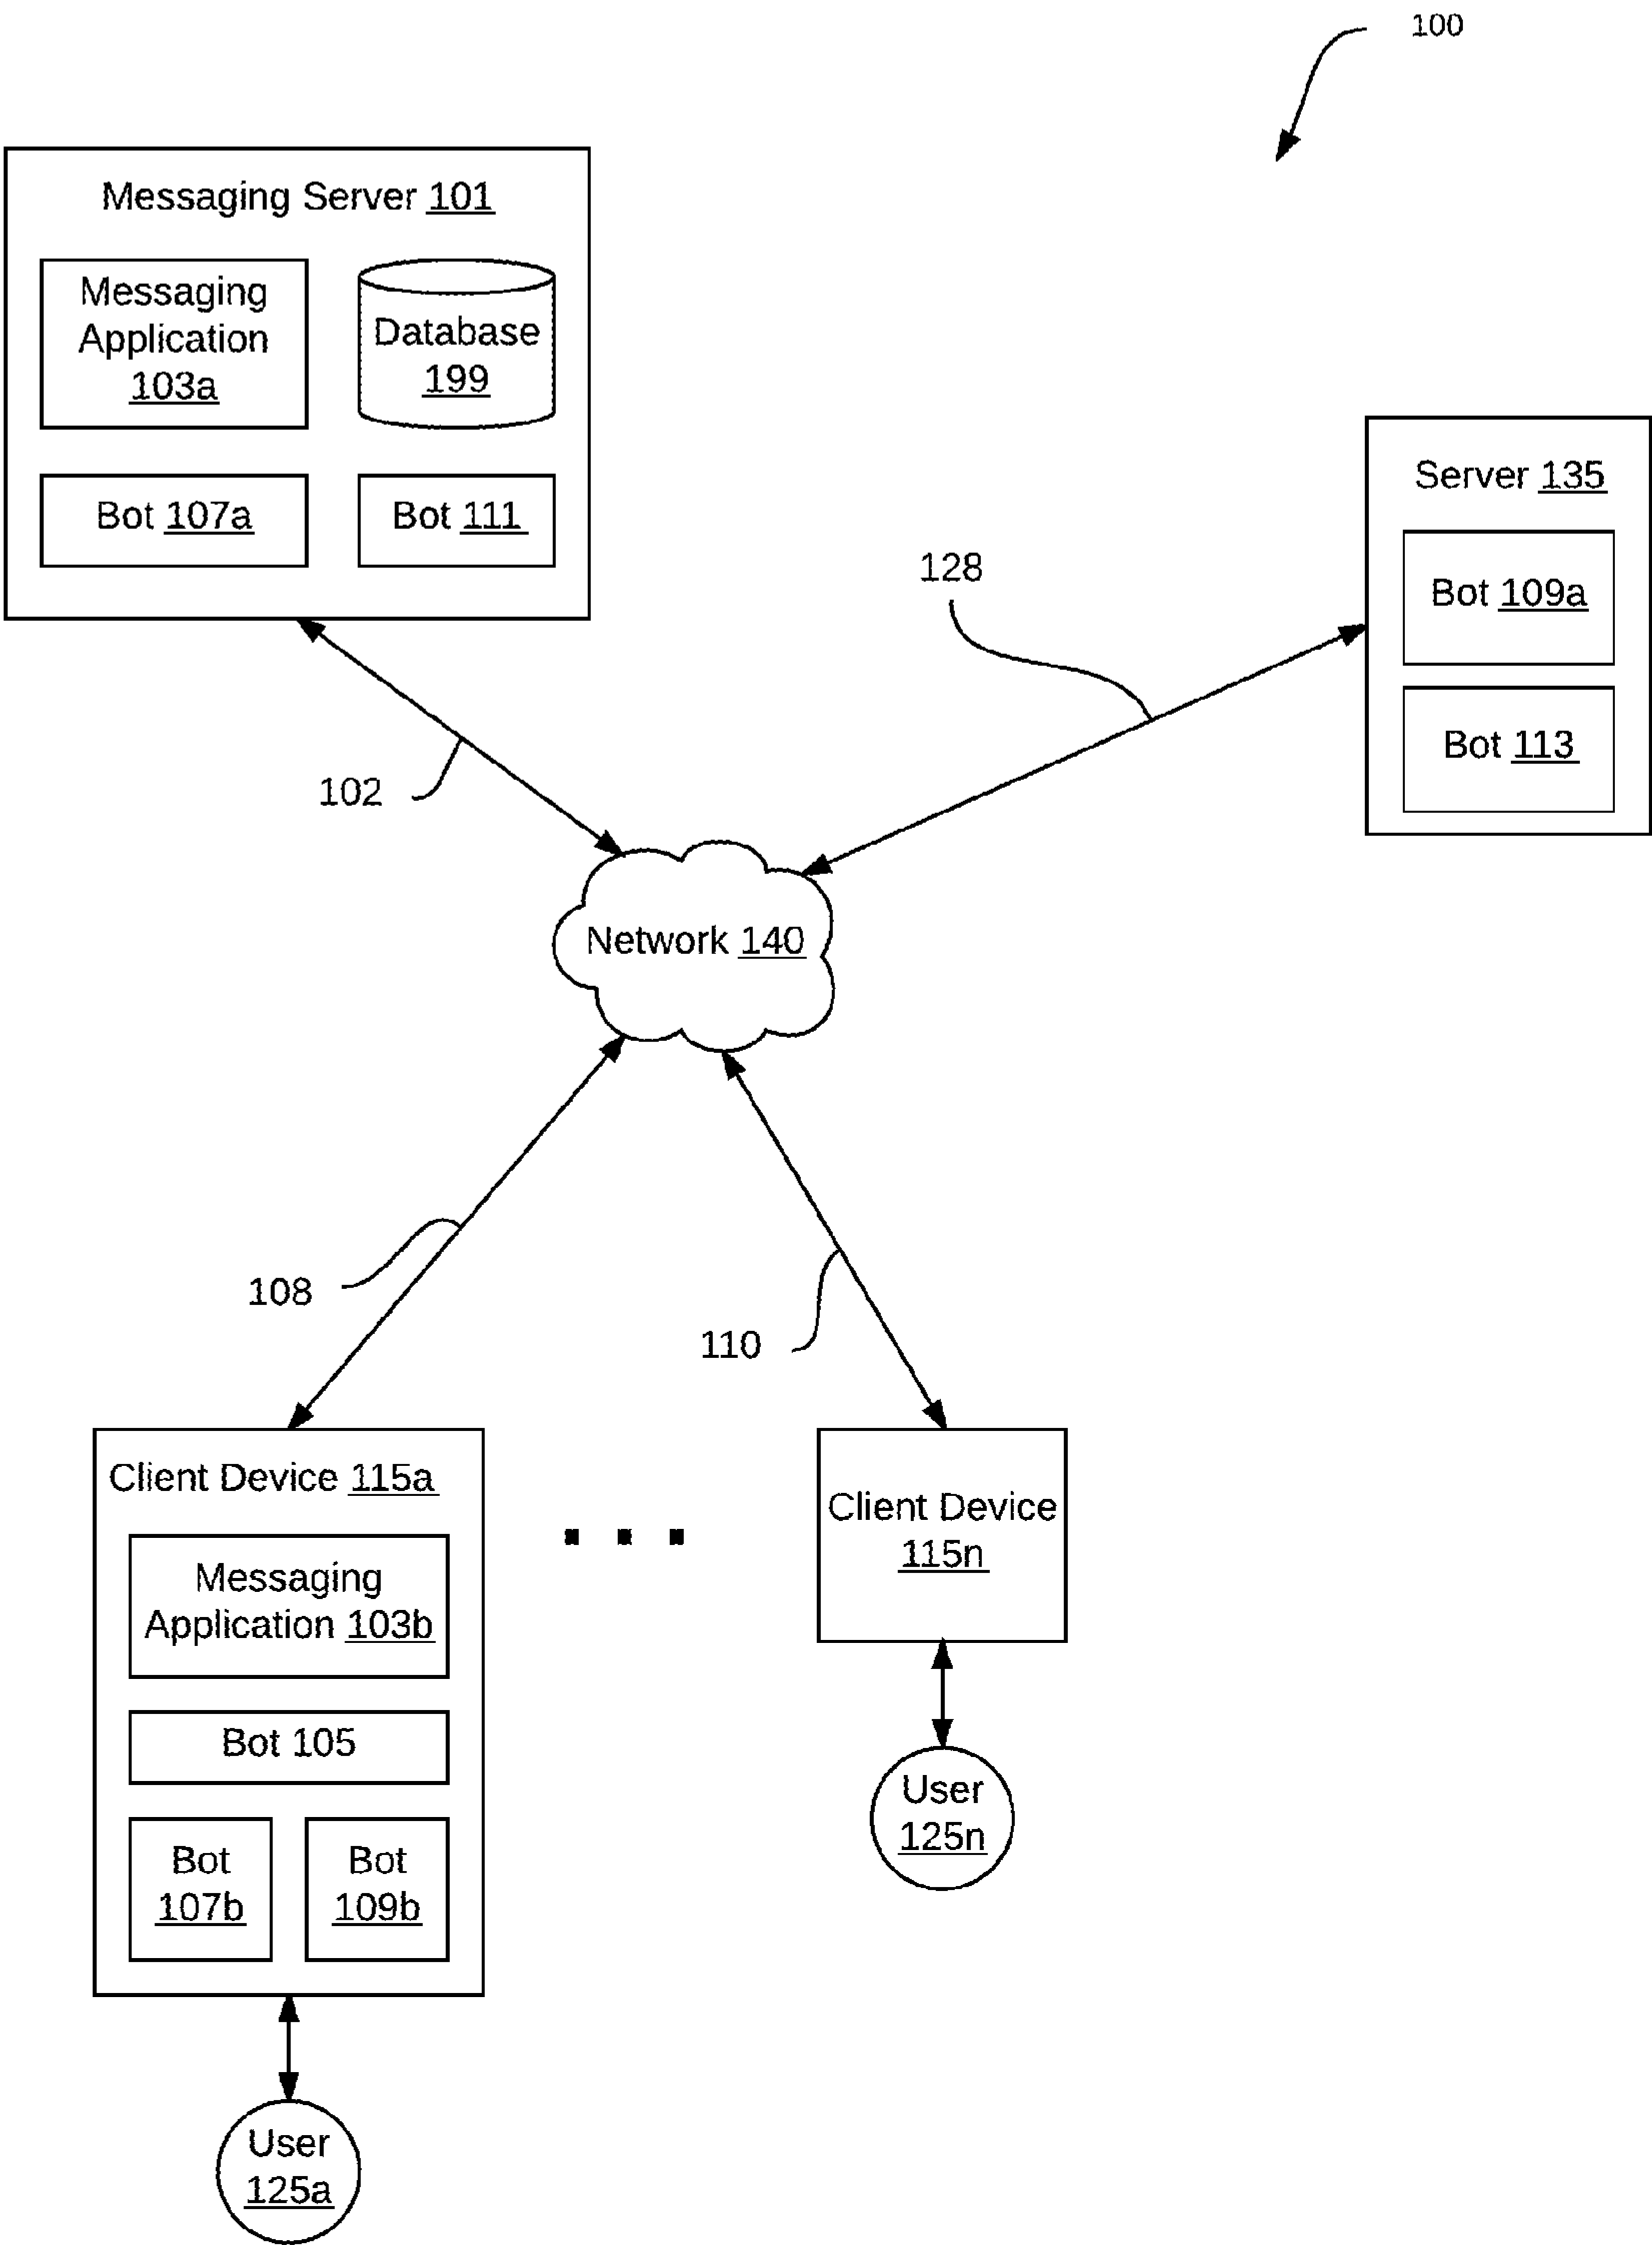 100
Messaging Server 101
Messaging
Application
103a
Database
199
Bot 107a
Bot 111
Server 135
Bot 109a
Bot 113
128
102
Network 140
108
110
Client Device 115a
Messaging
Application 103b
Bot 105
Bot
107b
Bot
109b
Client Device
115n
User
125n
User
125a